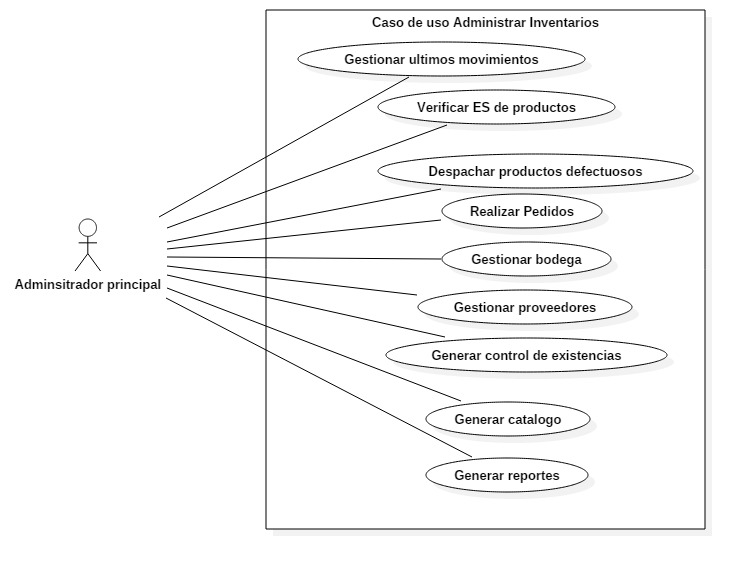 Caso de uso Administrar Inventarios
Gestionar ultimos movimientos
Verificar ES de productos
Despachar productos defectuosos
Realizar Pedidos
Gestionar bodega
Adminsitrador principal
Gestionar proveedores
Generar control de existencias
Generar catalogo
Generar reportes